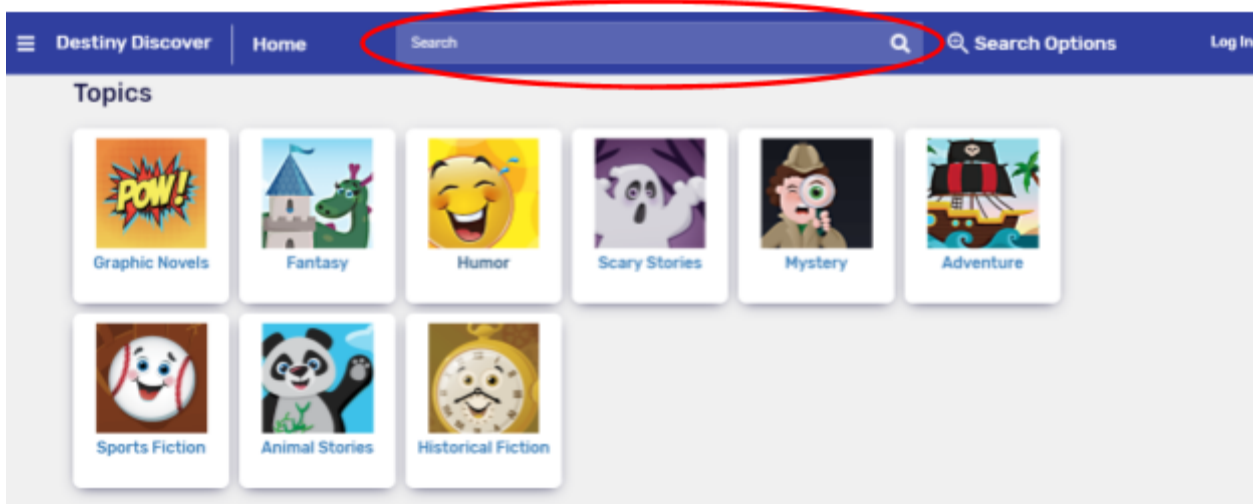 Destiny Discover Home Search Search Options Log In
Topics
POW!
Graphic Novels Fantasy Humor Scary Stories Mystery Adventure
Sports Fiction Animal Stories Historical Fiction